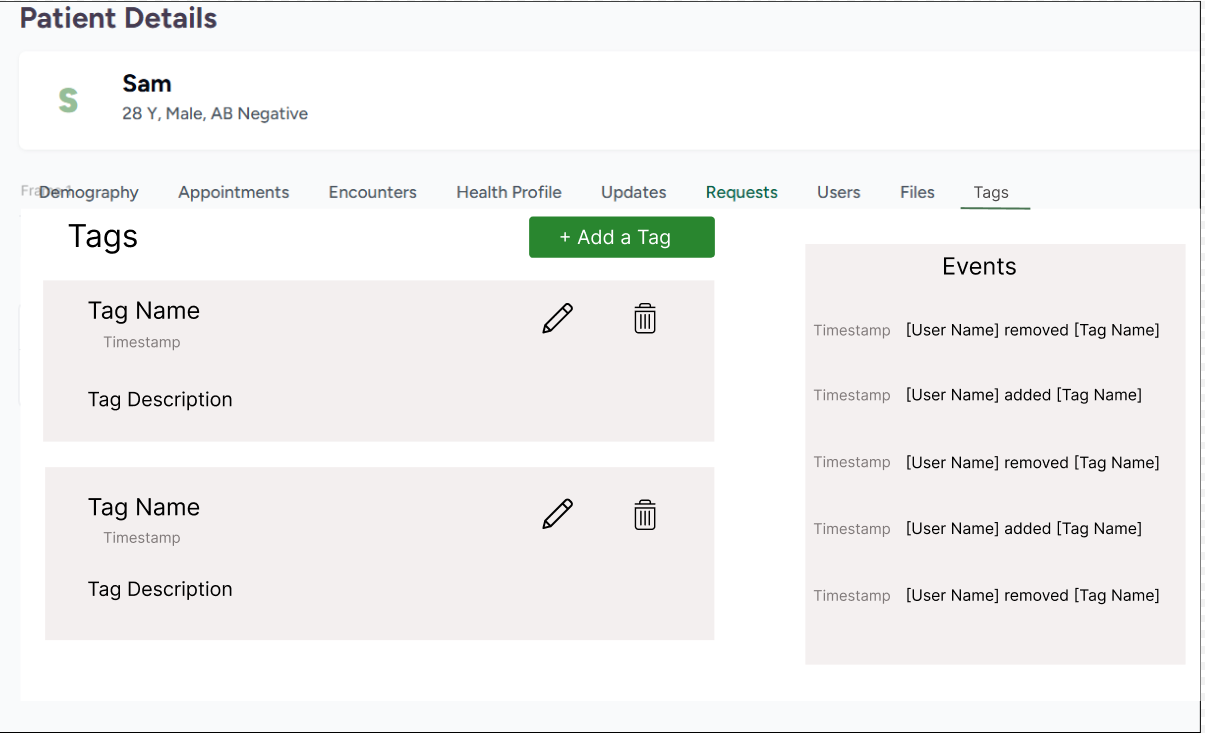 Patient Details
S
Sam
28 Y, Male, AB Negative
Frame 1
Demography Appointments Encounters Health Profile Updates Requests Users Files Tags
Tags
+ Add a Tag
Tag Name
Timestamp
Tag Description
Tag Name
Timestamp
Tag Description
Events
Timestamp [User Name] removed [Tag Name]
Timestamp [User Name] added [Tag Name]
Timestamp [User Name] removed [Tag Name]
Timestamp [User Name] added [Tag Name]
Timestamp [User Name] removed [Tag Name]